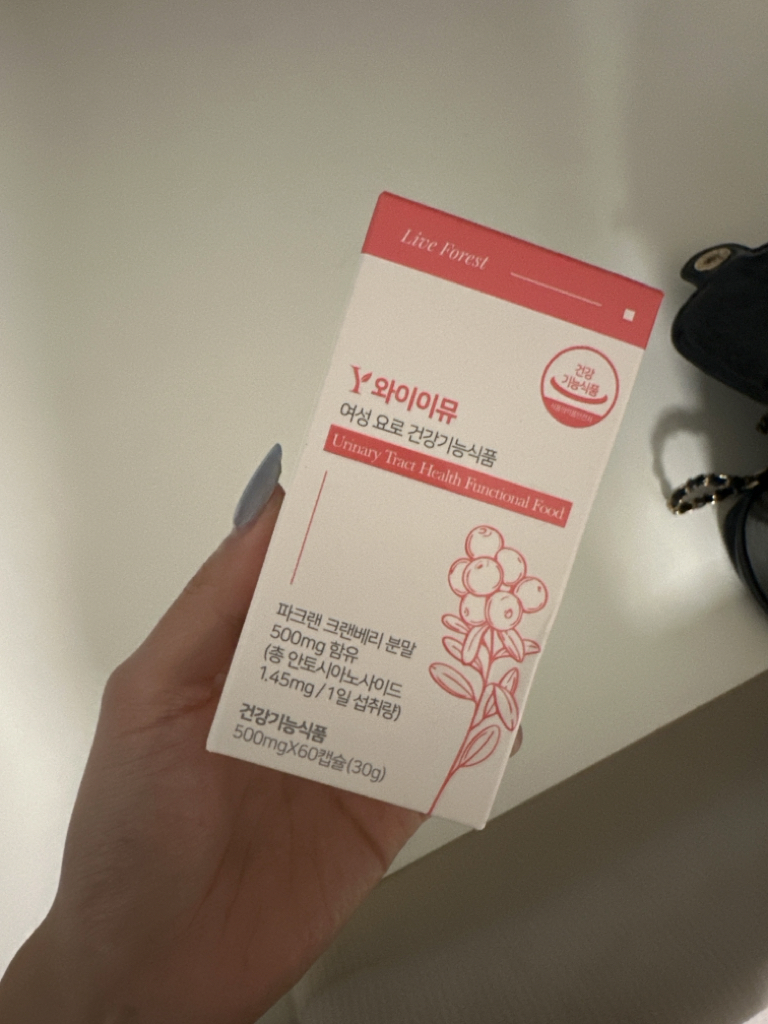 Live Forest
건강
기능식품
와이이뮤
여성 요로 건강기능식품
Urinary Tract Health Functional Food
파크랜 크랜베리 분말
500mg 함유
(총 안토시아노사이드
1.45mg / 1일 섭취량)
건강기능식품
500mgX60캡슐(30g)